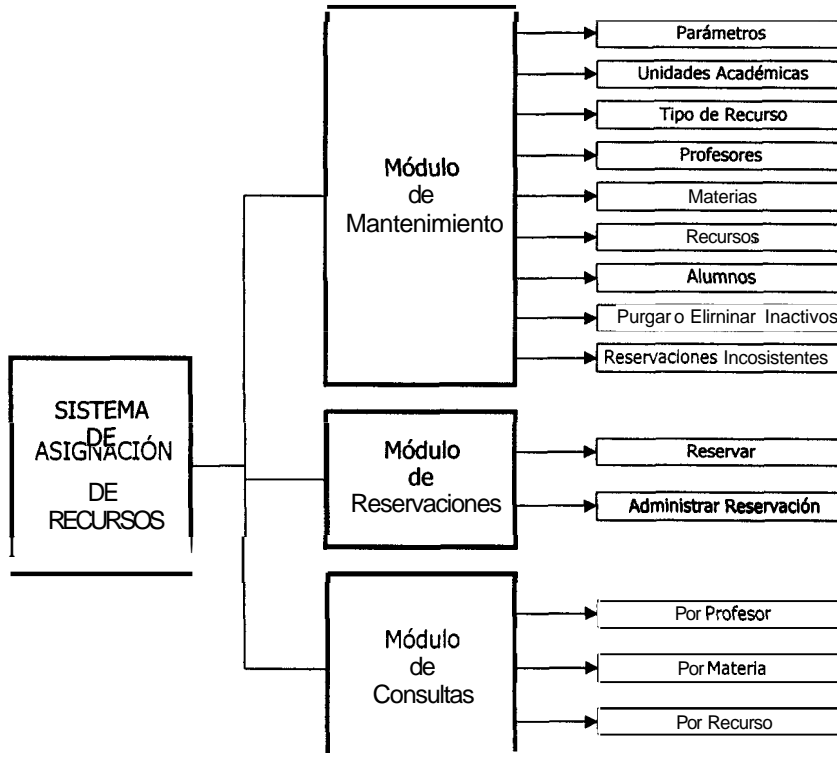 Parámetros
Unidades Académicas
Tipo de Recurso
Profesores
Materias
Recursos
Alumnos
Purgar o Elirninar Inactivos
Reservaciones Incosistentes
Módulo
de
Mantenimiento
SISTEMA
DE
ASIGNACIÓN
DE
RECURSOS
Módulo
de
Reservaciones
Reservar
Administrar Reservación
Módulo
de
Consultas
Por Profesor
Por Materia
Por Recurso